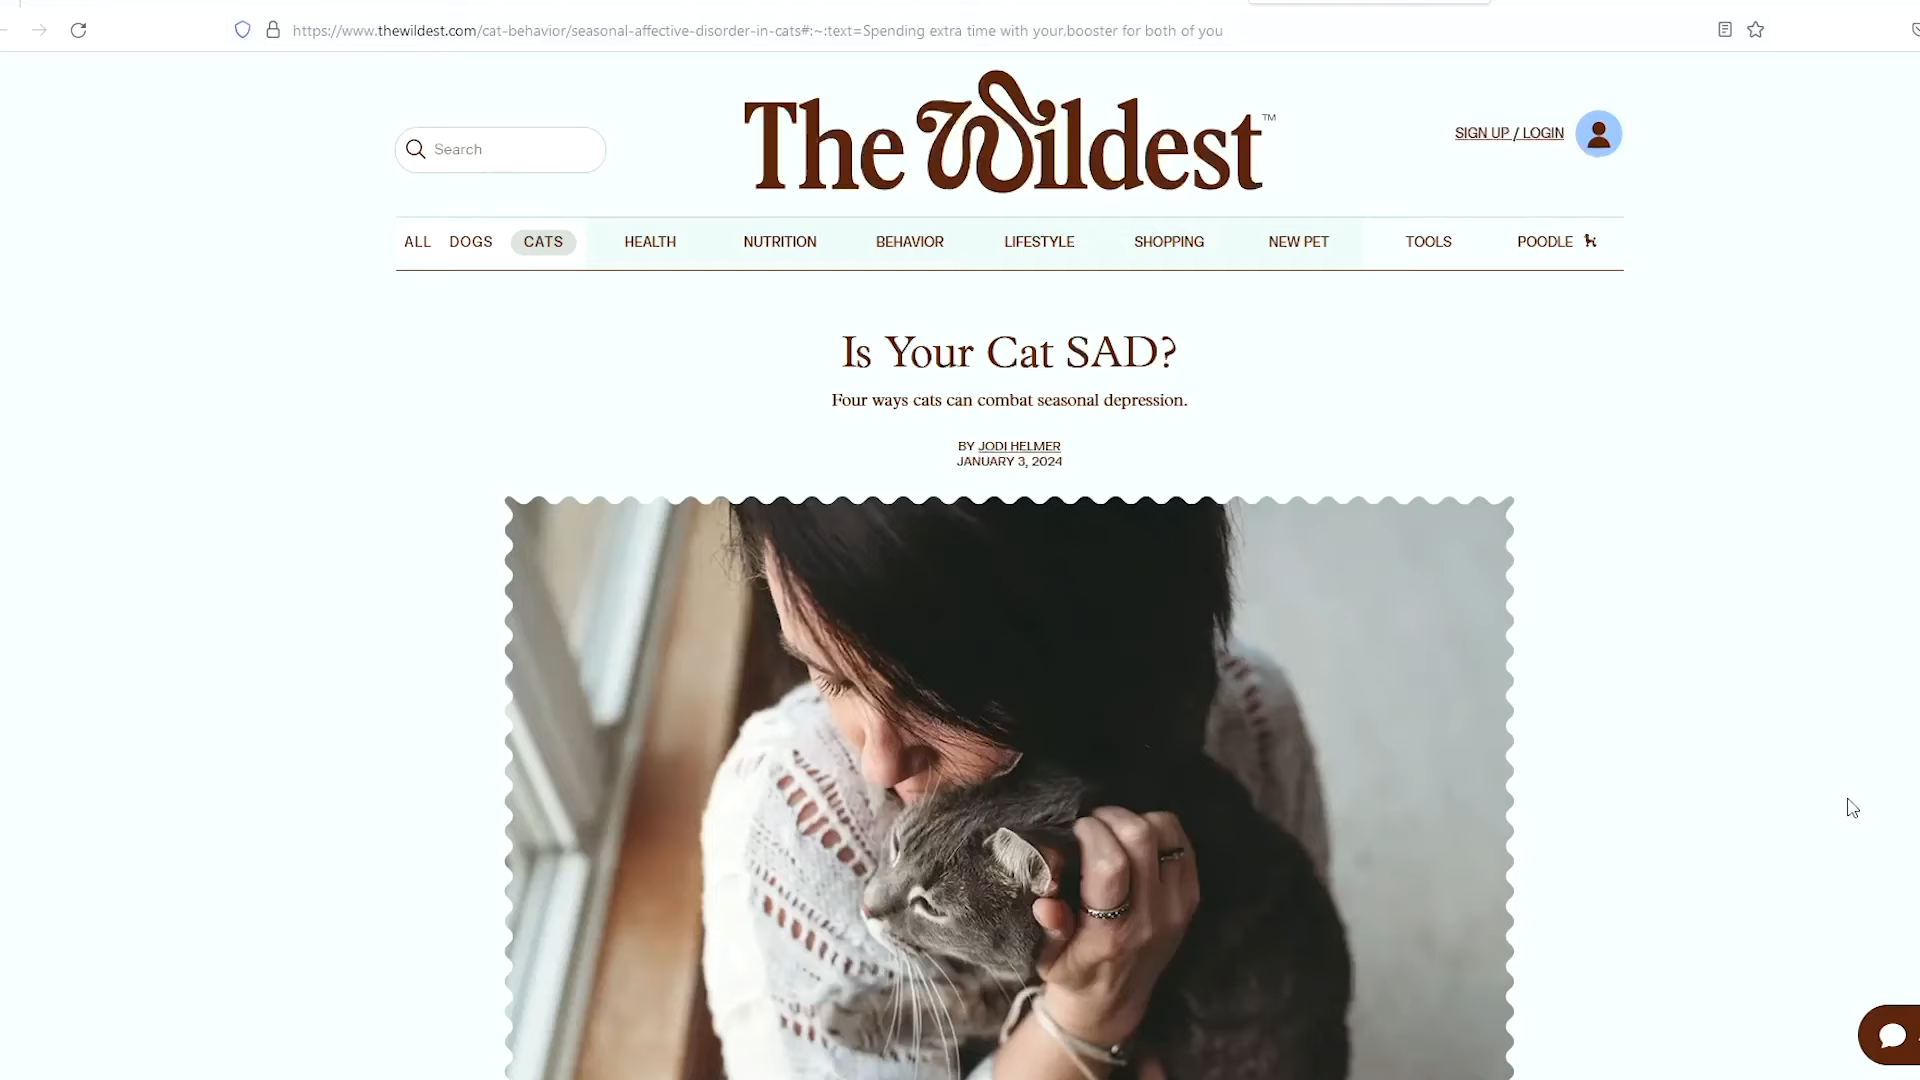 https://www.thewildest.com/cat-behavior/seasonal-affective-disorder-in-cats#:~:text=Spending extra time with your,booster for both of you
The Wildest™
Search
SIGN UP / LOGIN
ALL DOGS CATS HEALTH NUTRITION BEHAVIOR LIFESTYLE SHOPPING NEW PET TOOLS POODLE
Is Your Cat SAD?
Four ways cats can combat seasonal depression.
BY JODI HELMER
JANUARY 3, 2024